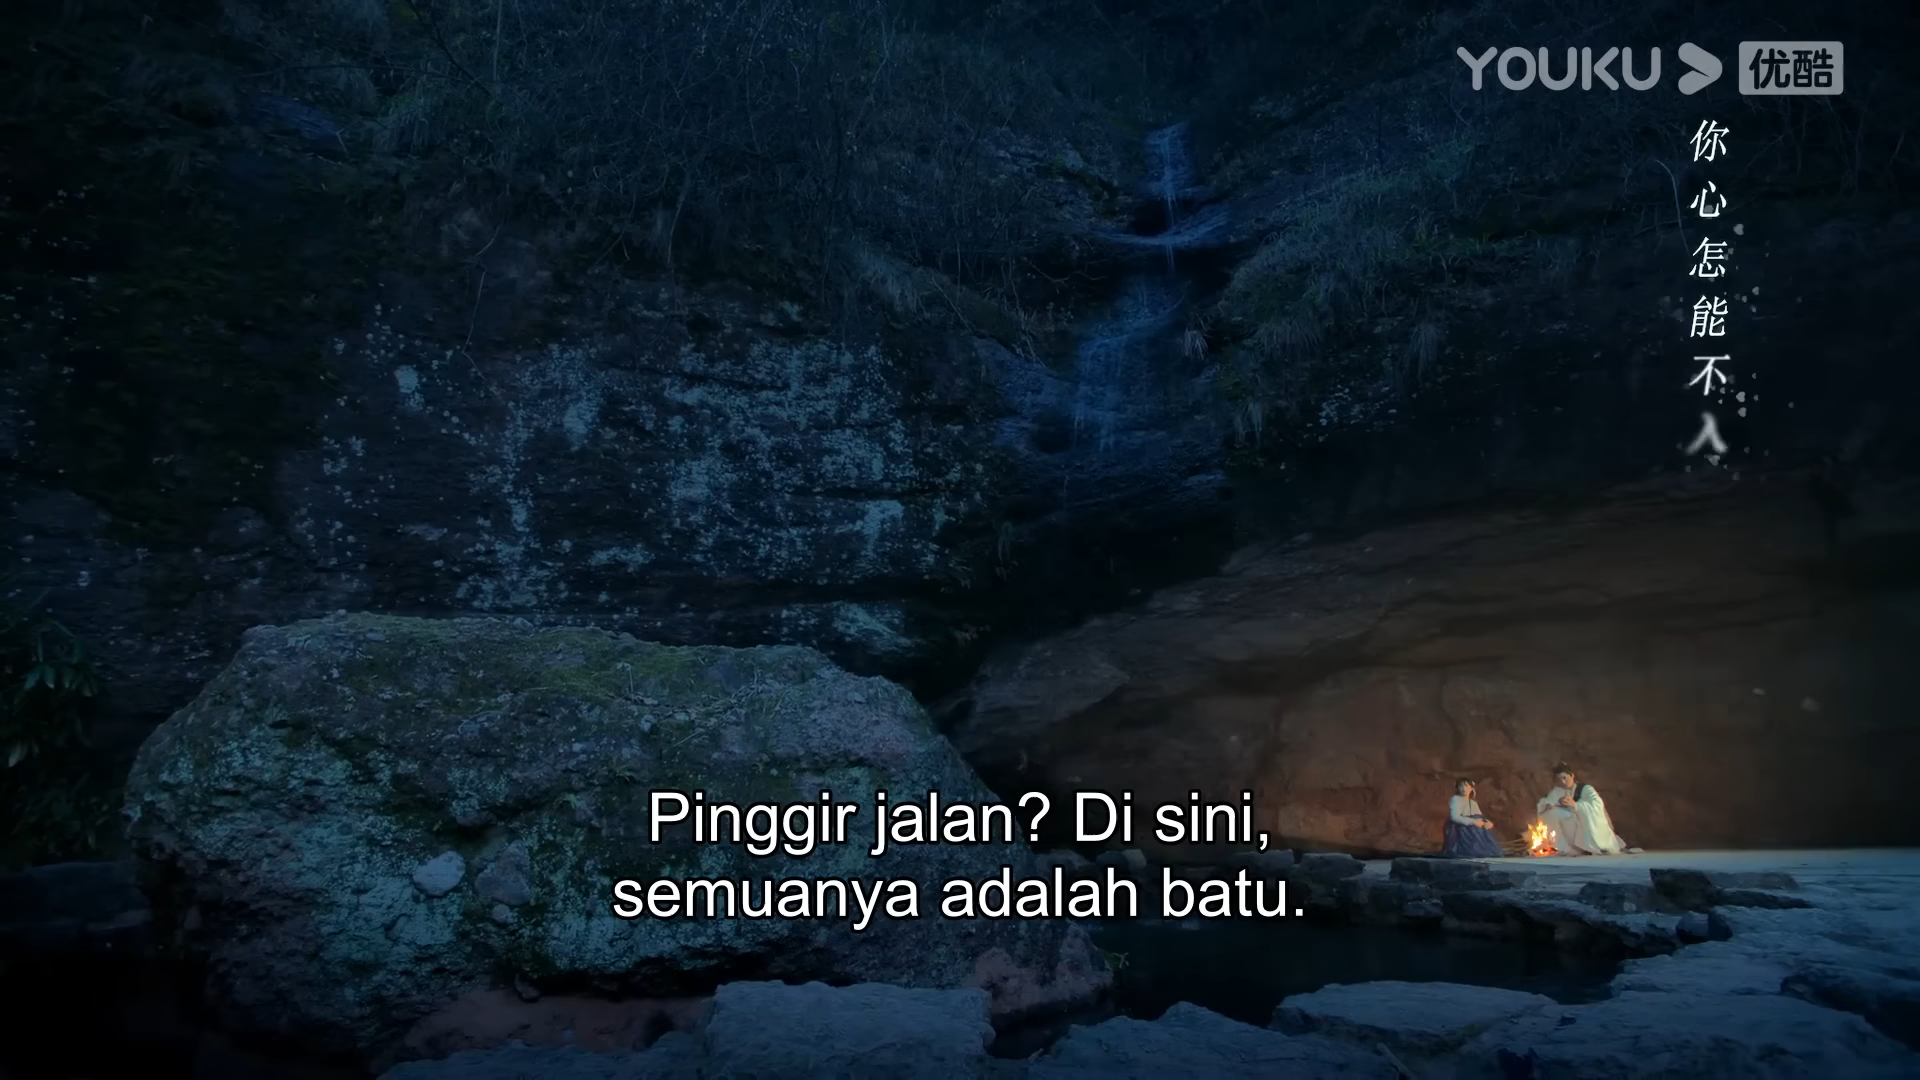 YOUKU 优酷
你心怎能不入
Pinggir jalan? Di sini,
semuanya adalah batu.